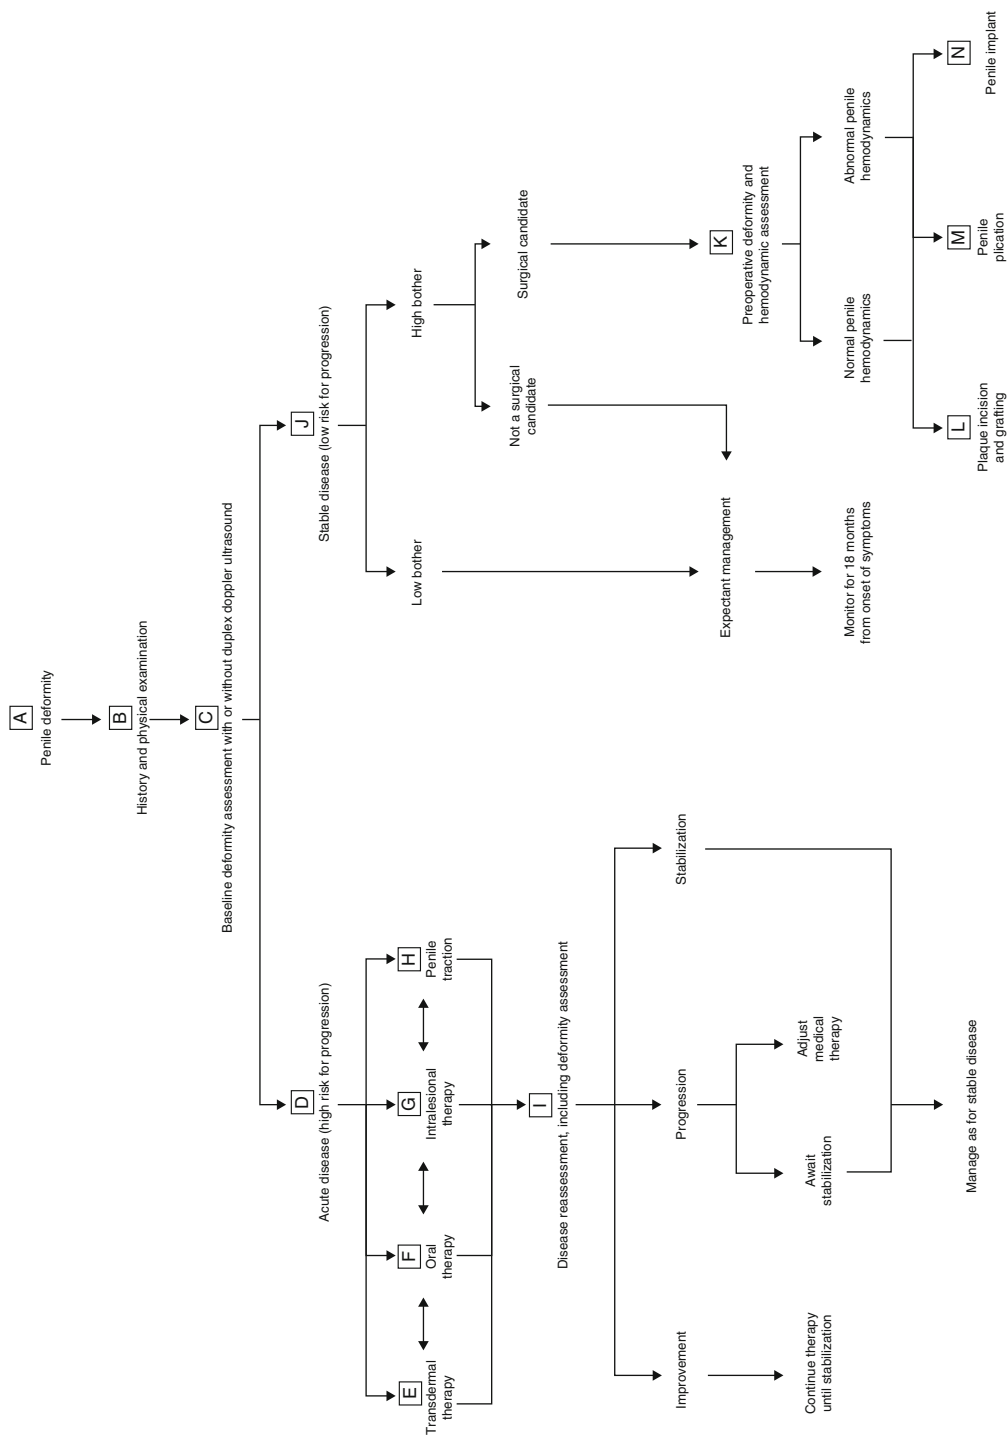 A
Penile deformity
B
History and physical examination
C
Baseline deformity assessment with or without duplex doppler ultrasound
D
Acute disease (high risk for progression)
E
Transdermal
therapy
F
Oral
therapy
G
Intralesional
therapy
H
Penile
traction
I
Disease reassessment, including deformity assessment
Improvement
Continue therapy
until stabilization
Progression
Await
stabilization
Adjust
medical
therapy
Stabilization
Manage as for stable disease
J
Stable disease (low risk for progression)
Low bother
High bother
Not a surgical
candidate
Surgical candidate
Expectant management
Monitor for 18 months
from onset of symptoms
K
Preoperative deformity and
hemodynamic assessment
Normal penile
hemodynamics
Abnormal penile
hemodynamics
L
Plaque incision
and grafting
M
Penile
plication
N
Penile implant